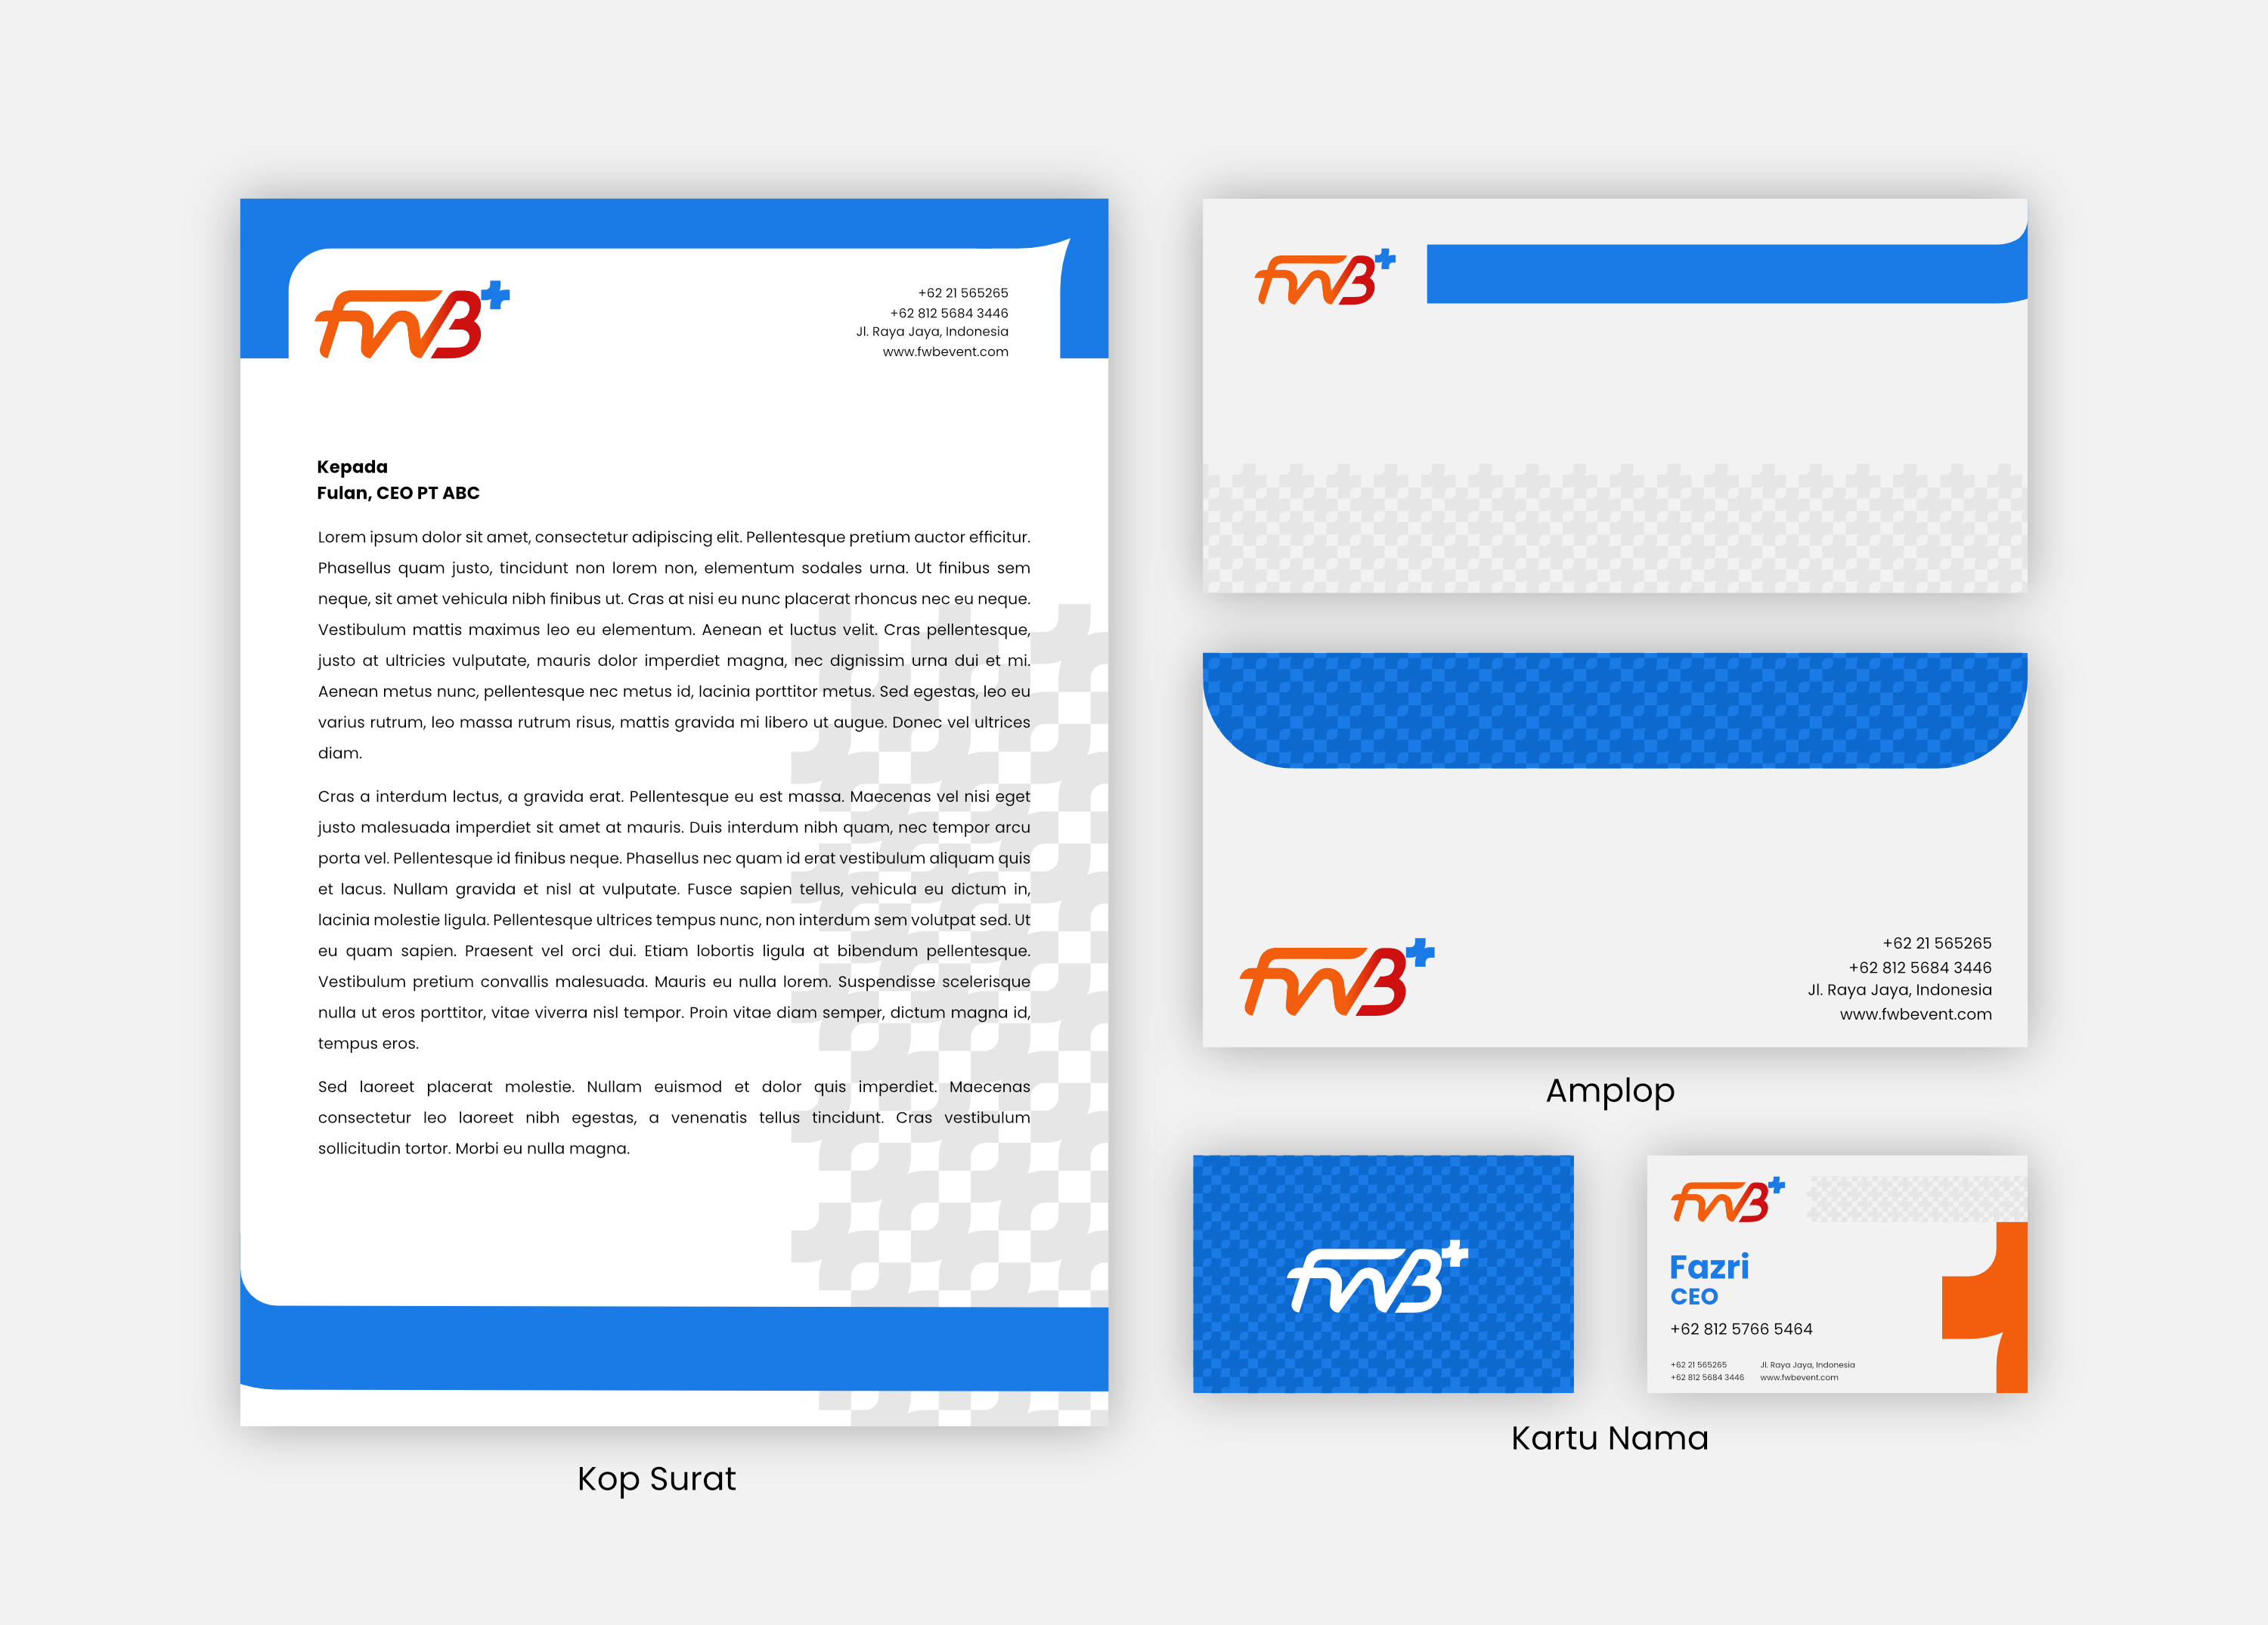 fwB+
+62 21 565265
+62 812 5684 3446
Jl. Raya Jaya, Indonesia
www.fwbevent.com
Kepada
Fulan, CEO PT ABC
Lorem ipsum dolor sit amet, consectetur adipiscing elit. Pellentesque pretium auctor efficitur.
Phasellus quam justo, tincidunt non lorem non, elementum sodales urna. Ut finibus sem
neque, sit amet vehicula nibh finibus ut. Cras at nisi eu nunc placerat rhoncus nec eu neque.
Vestibulum mattis maximus leo eu elementum. Aenean et luctus velit. Cras pellentesque,
justo at ultricies vulputate, mauris dolor imperdiet magna, nec dignissim urna dui et mi.
Aenean metus nunc, pellentesque nec metus id, lacinia porttitor metus. Sed egestas, leo eu
varius rutrum, leo massa rutrum risus, mattis gravida mi libero ut augue. Donec vel ultrices
diam.
Cras a interdum lectus, a gravida erat. Pellentesque eu est massa. Maecenas vel nisi eget
justo malesuada imperdiet sit amet at mauris. Duis interdum nibh quam, nec tempor arcu
porta vel. Pellentesque id finibus neque. Phasellus nec quam id erat vestibulum aliquam quis
et lacus. Nullam gravida et nisl at vulputate. Fusce sapien tellus, vehicula eu dictum in,
lacinia molestie ligula. Pellentesque ultrices tempus nunc, non interdum sem volutpat sed. Ut
eu quam sapien. Praesent vel orci dui. Etiam lobortis ligula at bibendum pellentesque.
Vestibulum pretium convallis malesuada. Mauris eu nulla lorem. Suspendisse scelerisque
nulla ut eros porttitor, vitae viverra nisl tempor. Proin vitae diam semper, dictum magna id,
tempus eros.
Sed laoreet placerat molestie. Nullam euismod et dolor quis imperdiet. Maecenas
consectetur leo laoreet nibh egestas, a venenatis tellus tincidunt. Cras vestibulum
sollicitudin tortor. Morbi eu nulla magna.
Kop Surat
fwB+
fwB+
+62 21 565265
+62 812 5684 3446
Jl. Raya Jaya, Indonesia
www.fwbevent.com
Amplop
fwB+
fwB+
Fazri
CEO
+62 812 5766 5464
+62 21 565265
+62 812 5684 3446
Jl. Raya Jaya, Indonesia
www.fwbevent.com
Kartu Nama